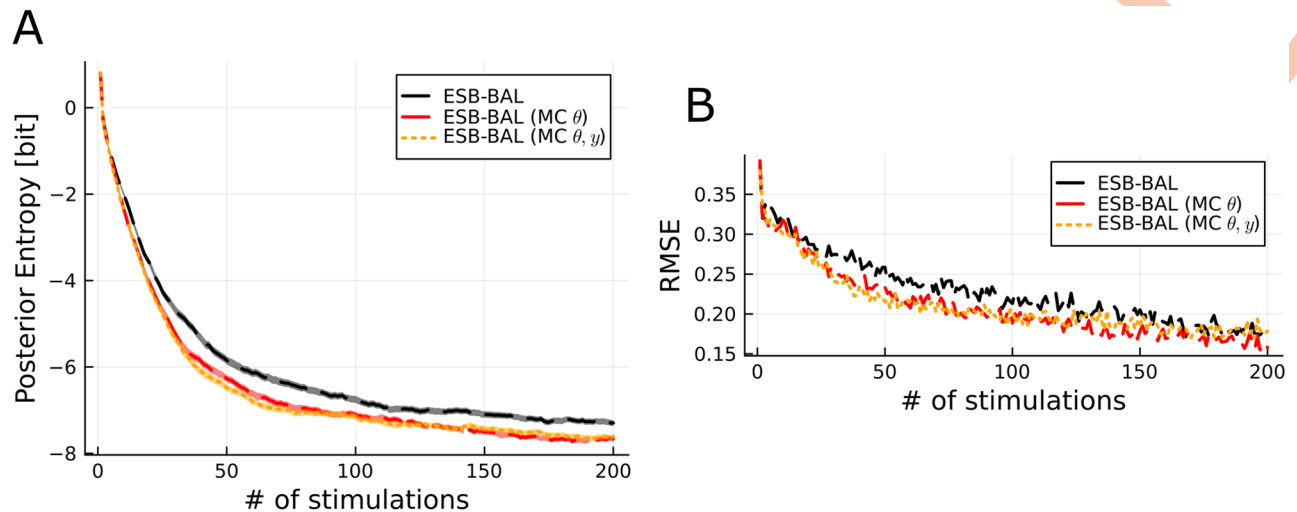 A
0
−2
−4
−6
−8
Posterior Entropy [bit]
0 50 100 150 200
# of stimulations
ESB-BAL
ESB-BAL (MC θ)
ESB-BAL (MC θ, y)
B
0.35
0.30
0.25
0.20
0.15
RMSE
0 50 100 150 200
# of stimulations
ESB-BAL
ESB-BAL (MC θ)
ESB-BAL (MC θ, y)